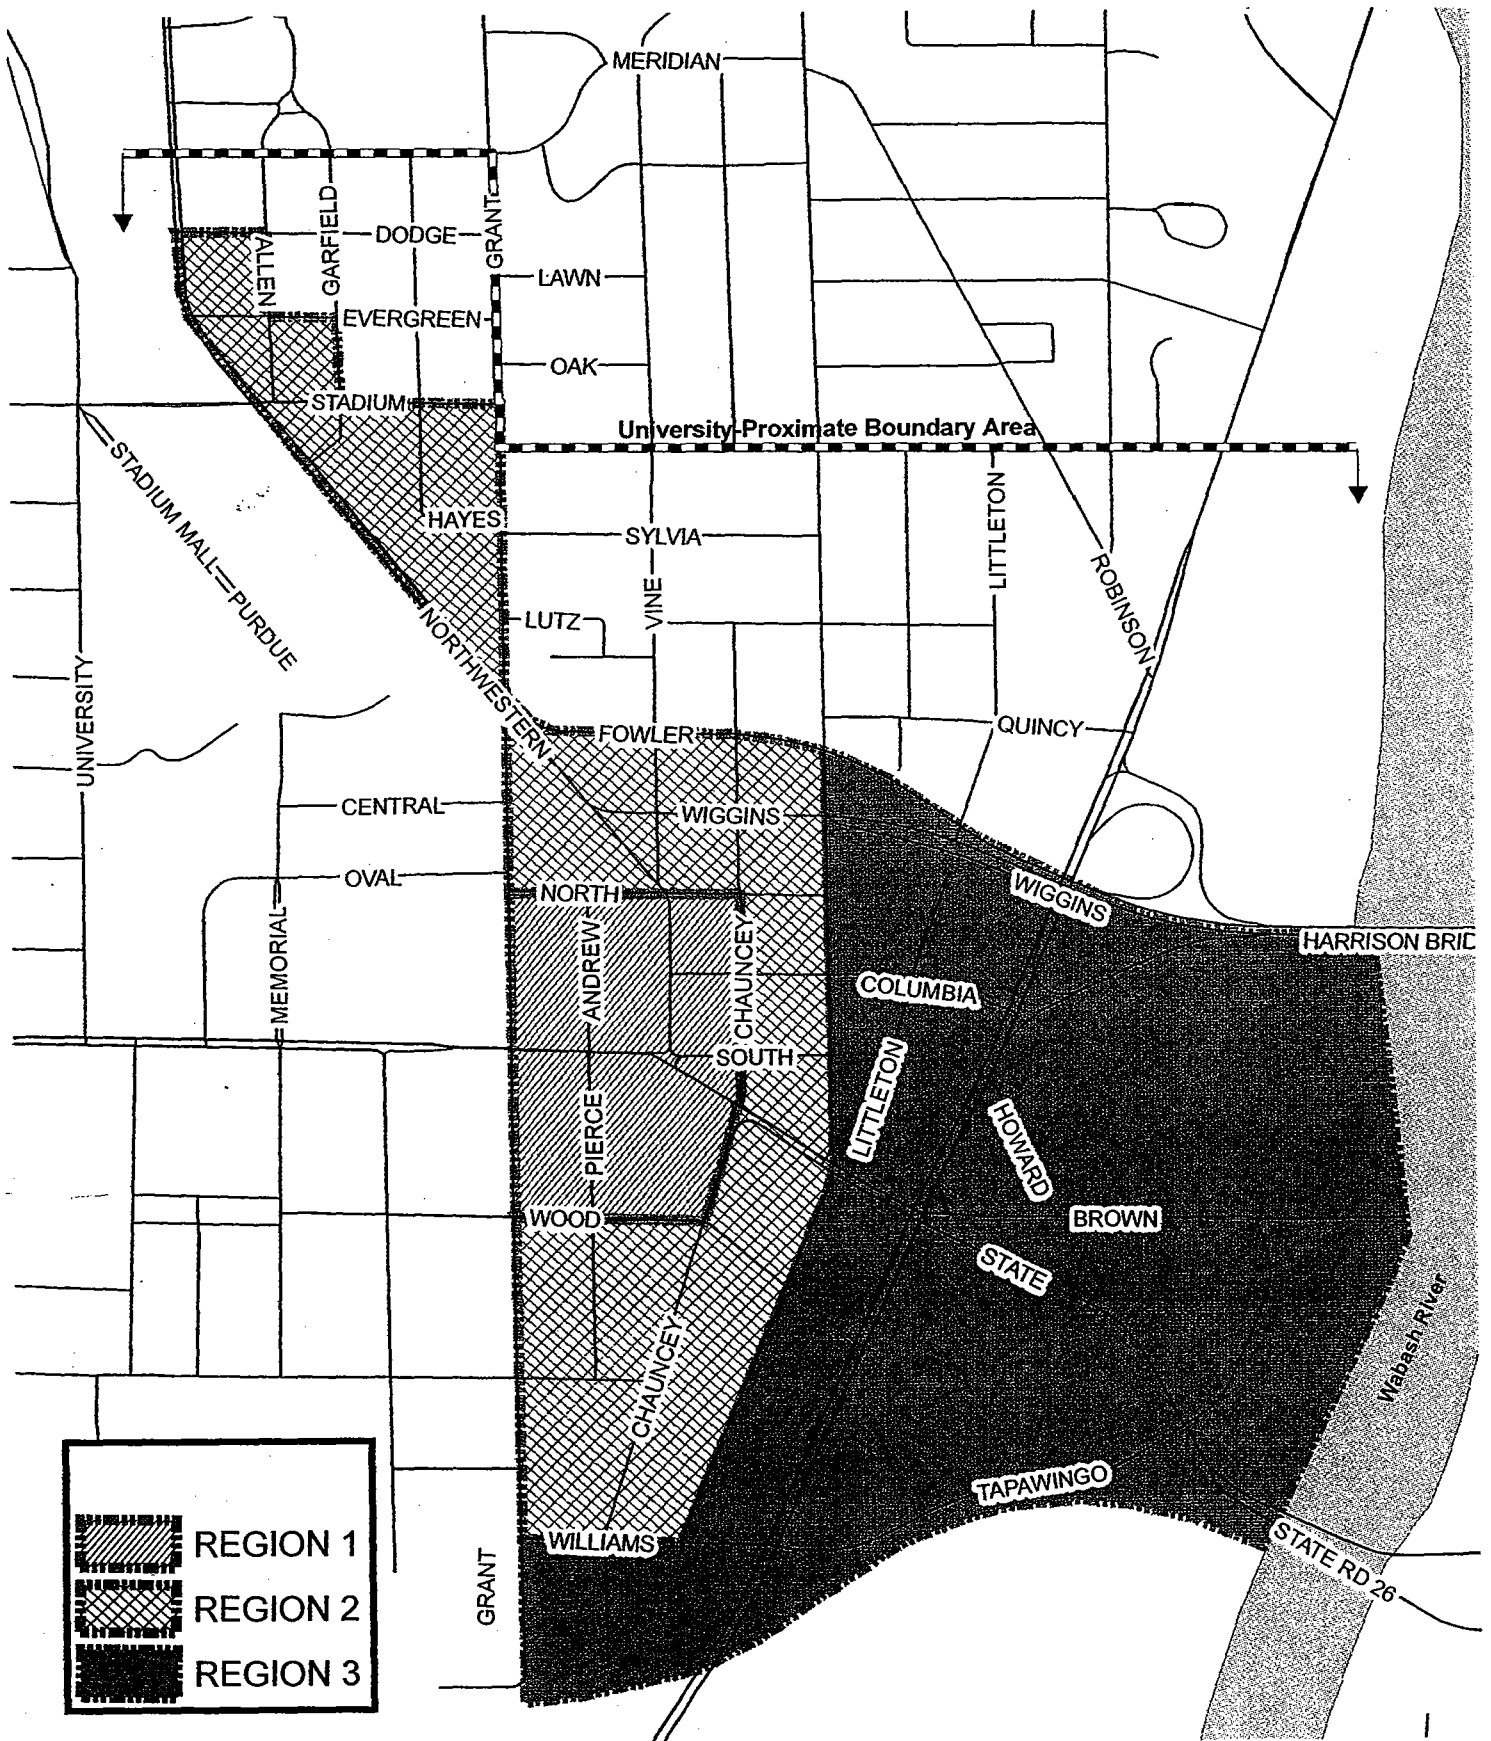 MERIDIAN
GARFIELD
GRANT
DODGE
ALLEN
LAWN
EVERGREEN
OAK
STADIUM
University-Proximate Boundary Area
STADIUM MALL
PURDUE
HAYES
SYLVIA
LITTLETON
ROBINSON
VINE
LUTZ
NORTHWESTERN
UNIVERSITY
FOWLER
QUINCY
CENTRAL
WIGGINS
OVAL
NORTH
WIGGINS
MEMORIAL
ANDREW
CHAUNCEY
HARRISON BRID
COLUMBIA
SOUTH
LITTLETON
PIERCE
HOWARD
WOOD
BROWN
STATE
Wabash River
CHAUNCEY
TAPAWINGO
WILLIAMS
STATE RD 26
GRANT
REGION 1
REGION 2
REGION 3